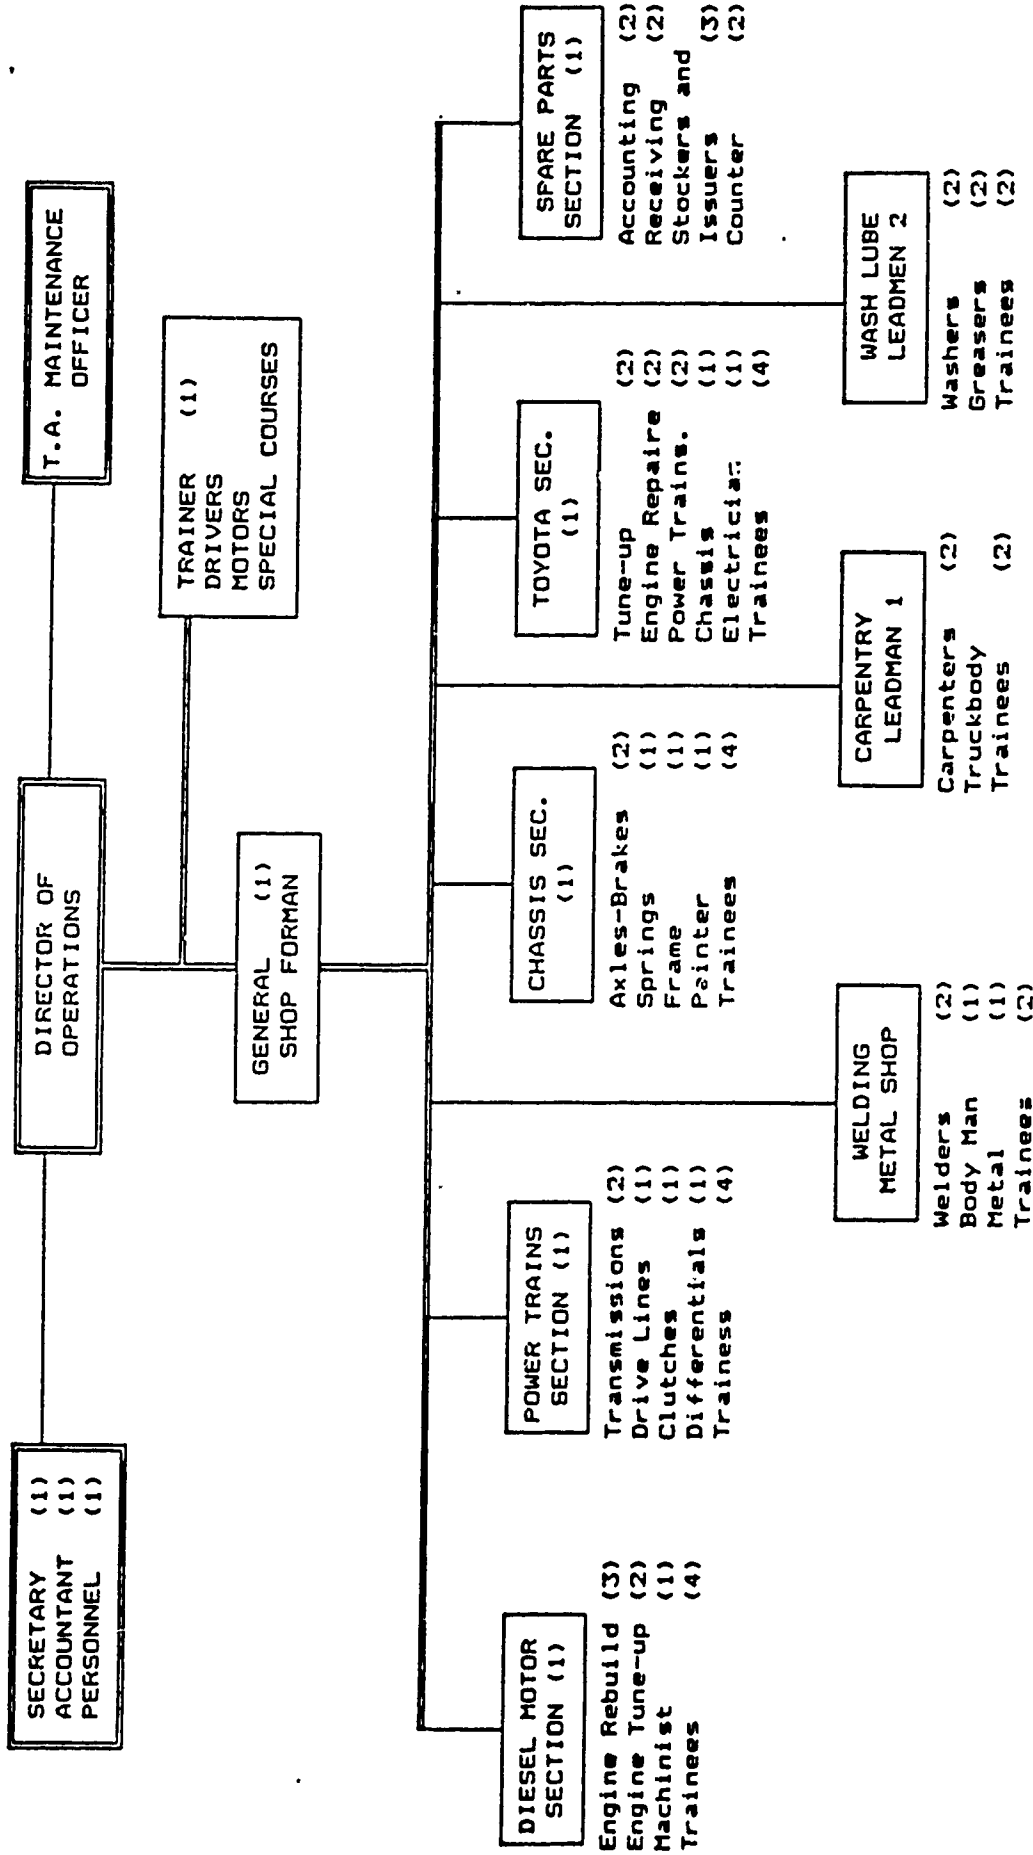 SECRETARY (1)
ACCOUNTANT (1)
PERSONNEL (1)
DIRECTOR OF
OPERATIONS
T.A. MAINTENANCE
OFFICER
TRAINER (1)
DRIVERS
MOTORS
SPECIAL COURSES
GENERAL (1)
SHOP FORMAN
DIESEL MOTOR
SECTION (1)
Engine Rebuild (3)
Engine Tune-up (2)
Machinist (1)
Trainees (4)
POWER TRAINS
SECTION (1)
Transmissions (2)
Drive Lines (1)
Clutches (1)
Differentials (1)
Trainess (4)
CHASSIS SEC.
(1)
Axles-Brakes (2)
Springs (1)
Frame (1)
Painter (1)
Trainees (4)
TOYOTA SEC.
(1)
Tune-up (2)
Engine Repaire (2)
Power Trains. (2)
Chassis (1)
Electrician (1)
Trainees (4)
SPARE PARTS
SECTION (1)
Accounting (2)
Receiving (2)
Stockers and
Issuers (3)
Counter (2)
WELDING
METAL SHOP
Welders (2)
Body Man (1)
Metal (1)
Trainees (2)
CARPENTRY
LEADMAN 1
Carpenters (2)
Truckbody
Trainees (2)
WASH LUBE
LEADMEN 2
Washers (2)
Greasers (2)
Trainees (2)